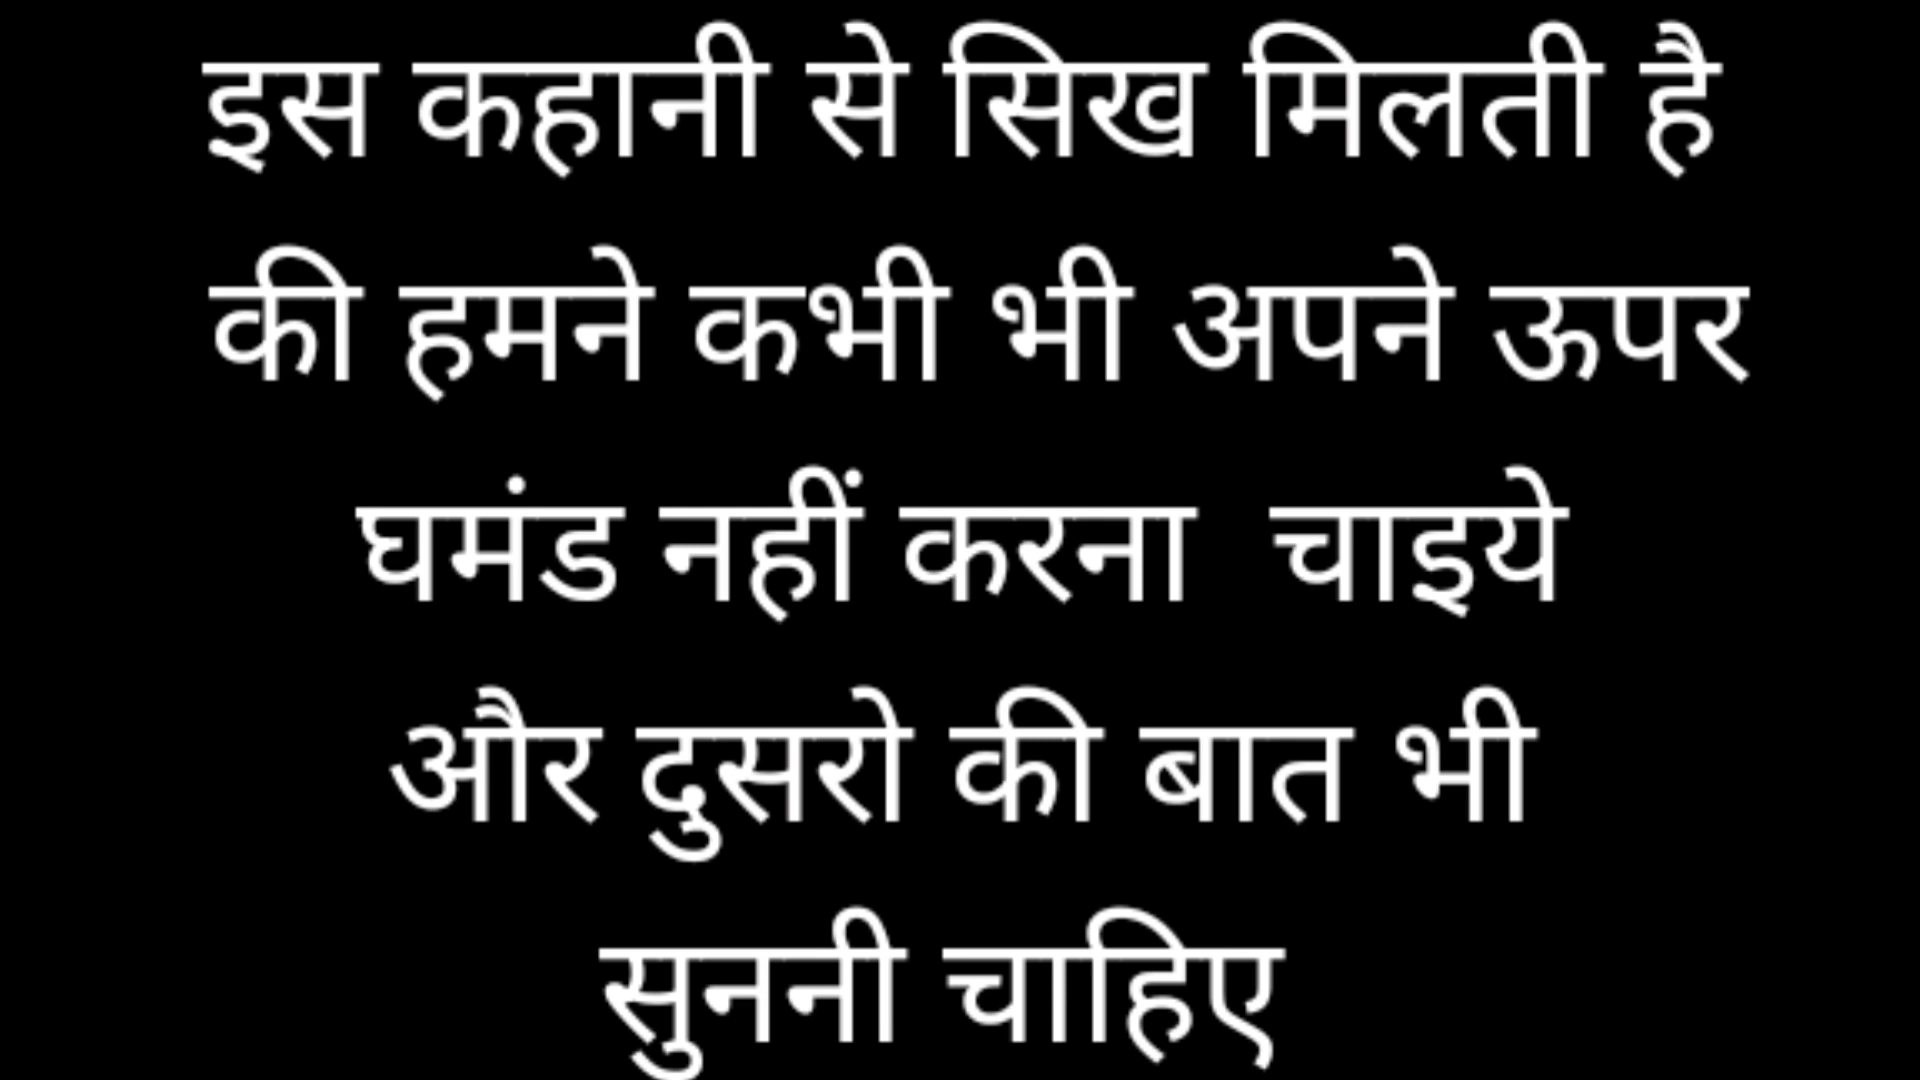 इस कहानी से सिख मिलती है
की हमने कभी भी अपने ऊपर
घमंड नहीं करना  चाइये
और दुसरो की बात भी
सुननी चाहिए